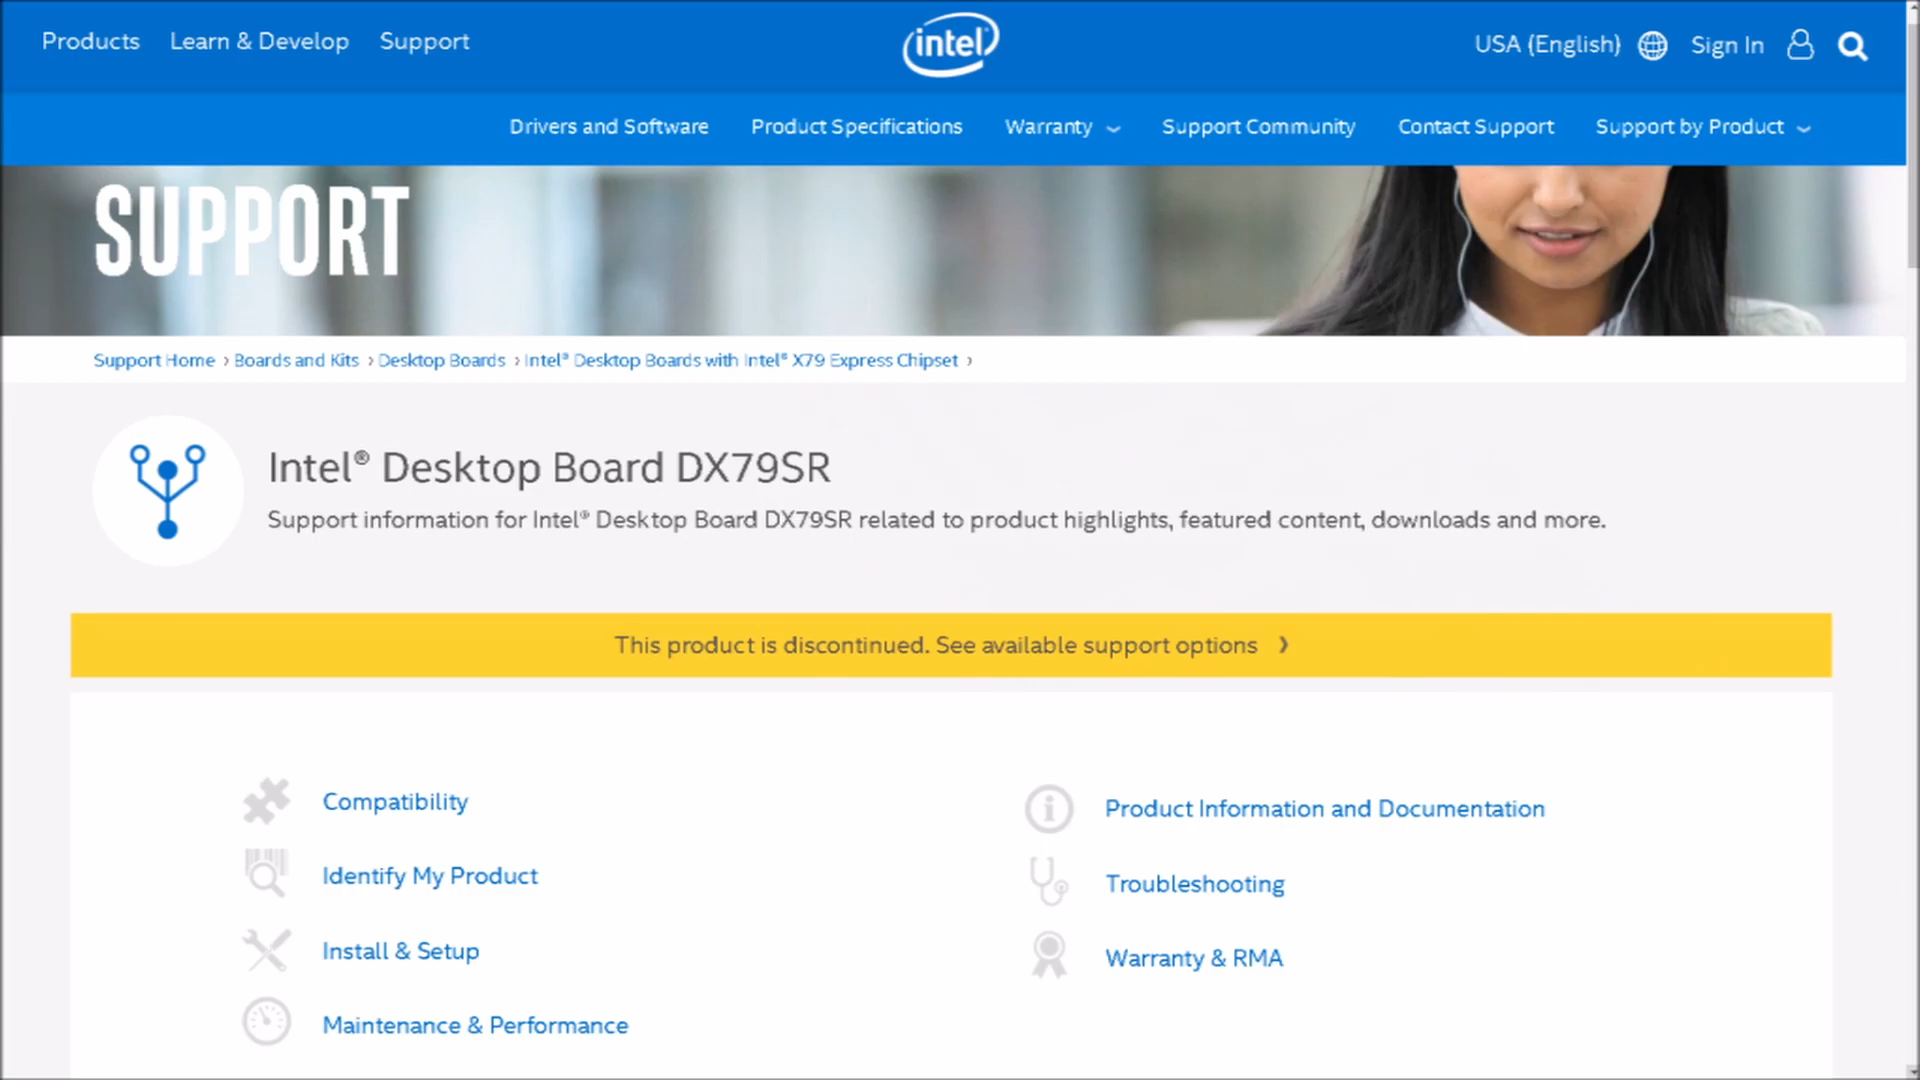 Products Learn & Develop Support
intel
USA (English) Sign In
Drivers and Software Product Specifications Warranty Support Community Contact Support Support by Product
SUPPORT
Support Home › Boards and Kits › Desktop Boards › Intel® Desktop Boards with Intel® X79 Express Chipset ›
Intel® Desktop Board DX79SR
Support information for Intel® Desktop Board DX79SR related to product highlights, featured content, downloads and more.
This product is discontinued. See available support options ›
Compatibility
Identify My Product
Install & Setup
Maintenance & Performance
Product Information and Documentation
Troubleshooting
Warranty & RMA